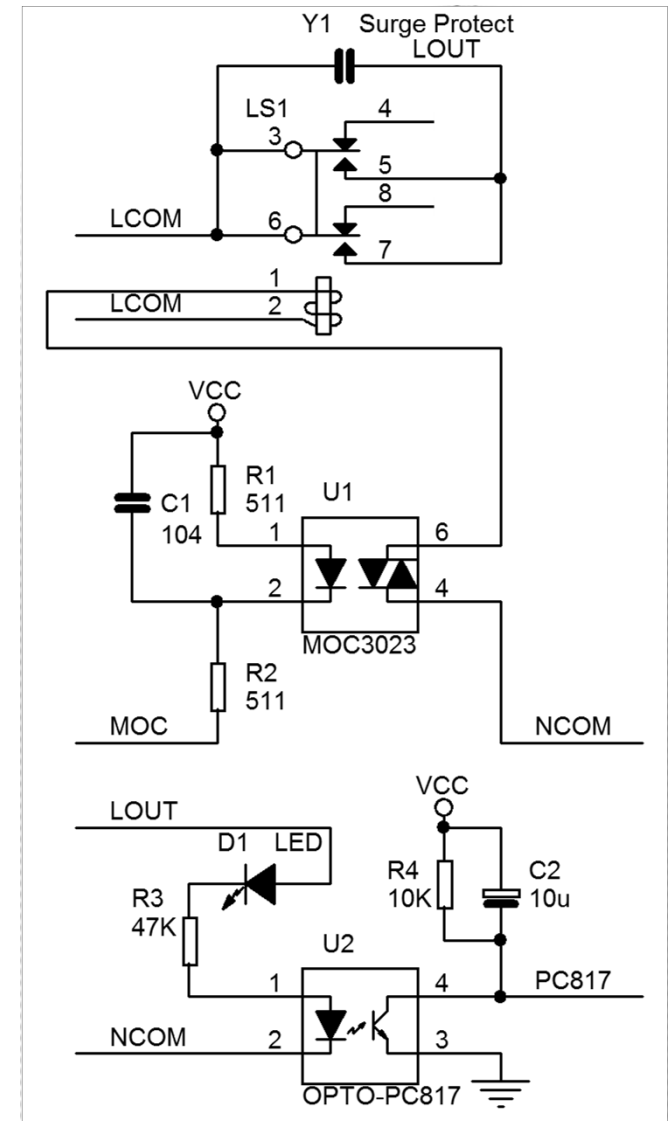 Y1 Surge Protect
LOUT
LS1
4
3
5
8
LCOM
6
7
1
LCOM
2
VCC
R1
511
U1
C1
104
1
6
2
4
MOC3023
R2
511
MOC
NCOM
VCC
LOUT
D1 LED
R4
10K
C2
10u
R3
47K
U2
1
4
PC817
NCOM
2
3
OPTO-PC817